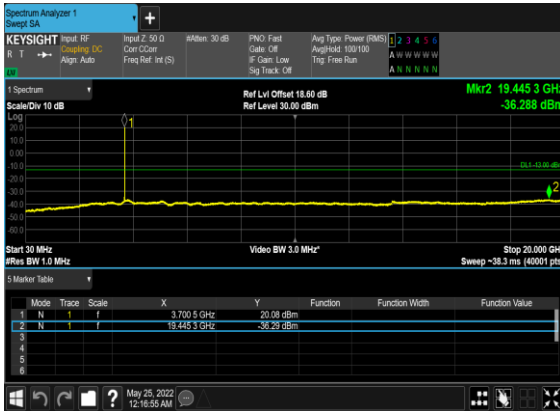 Spectrum Analyzer 1
Swept SA
+
KEYSIGHT Input: RF Input Z: 50 Ω #Atten: 30 dB PNO: Fast Avg Type: Power (RMS) 1 2 3 4 5 6
R T Coupling: DC Corr CCorr Gate: Off Avg|Hold: 100/100 A W W W W W
Align: Auto Freq Ref: Int (S) IF Gain: Low Trig: Free Run
Sig Track: Off A N N N N N
1 Spectrum Ref Lvl Offset 18.60 dB Mkr2 19.445 3 GHz
Scale/Div 10 dB Ref Level 30.00 dBm -36.288 dBm
Log
20.0
10.0
0.00
-10.0
-20.0
-30.0
-40.0
-50.0
-60.0
1
DL1 -13.00 dBm
2
Start 30 MHz Video BW 3.0 MHz* Stop 20.000 GHz
#Res BW 1.0 MHz Sweep ~38.3 ms (40001 pts)
5 Marker Table
Mode Trace Scale X Y Function Function Width Function Value
1 N 1 f 3.700 5 GHz 20.08 dBm
2 N 1 f 19.445 3 GHz -36.29 dBm
3
4
5
6
? May 25, 2022
12:16:55 AM